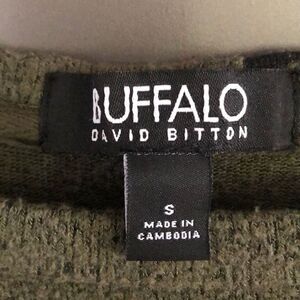 BUFFALO
DAVID BITTON
S
MADE IN
CAMBODIA